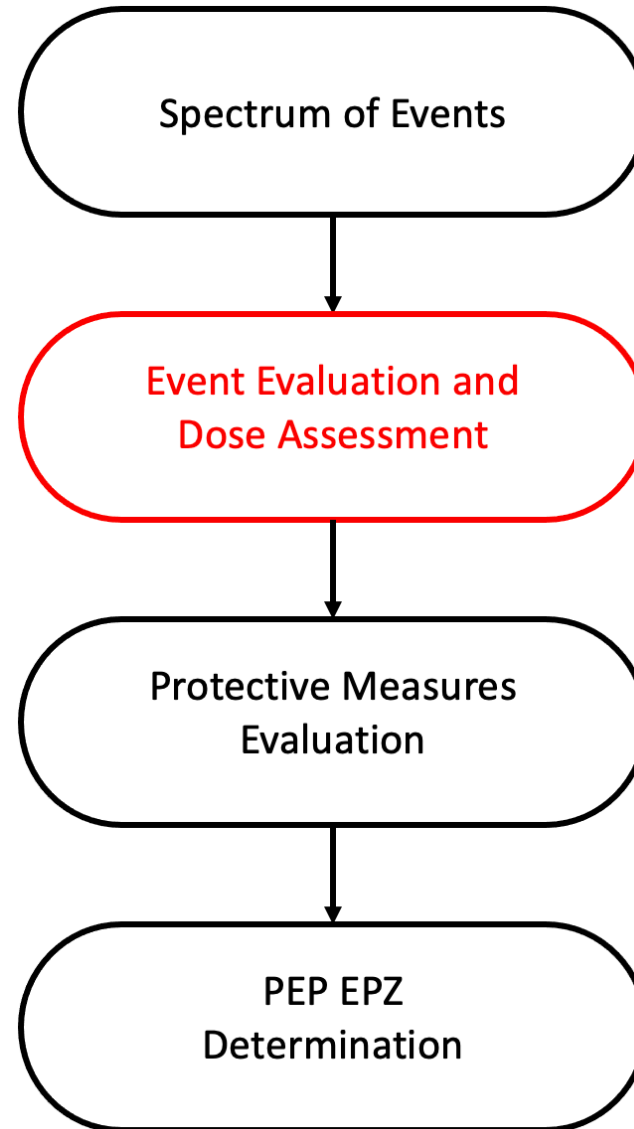 Spectrum of Events
Event Evaluation and
Dose Assessment
Protective Measures
Evaluation
PEP EPZ
Determination